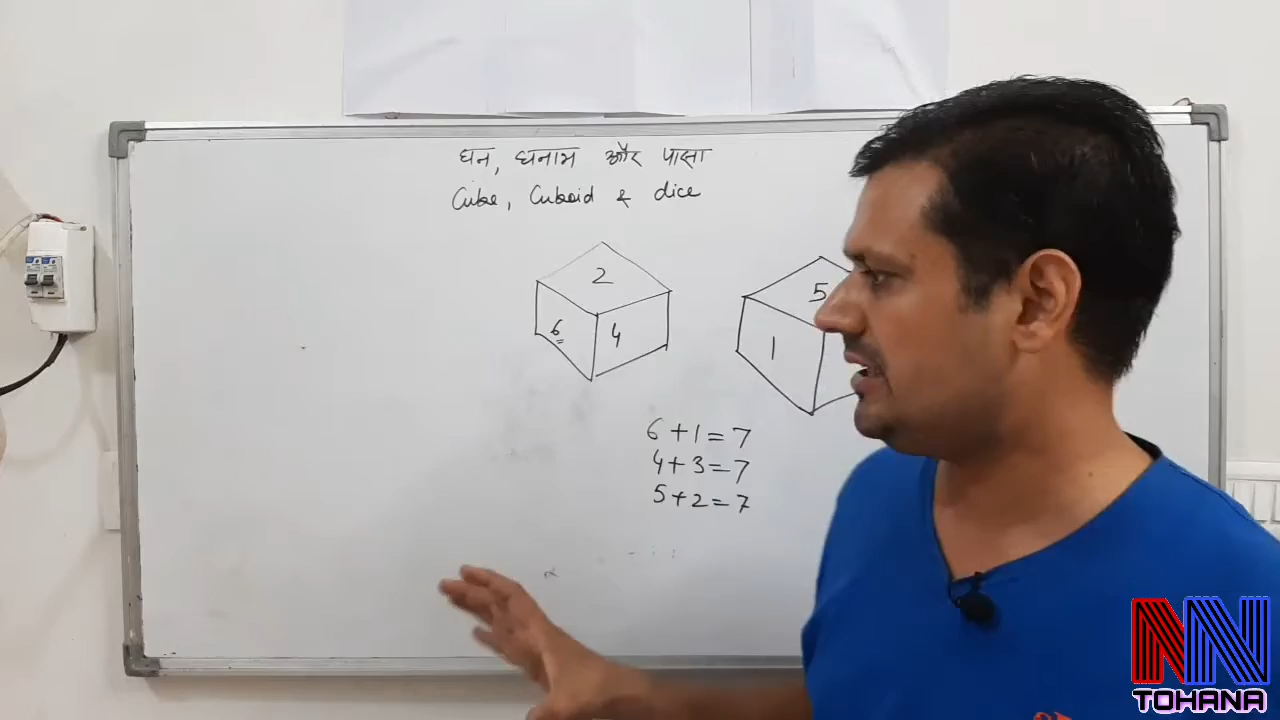 घन, घनाभ और पासा
Cube, Cuboid & dice
2
6
4
5
1
6+1=7
4+3=7
5+2=7
NN
TOHANA